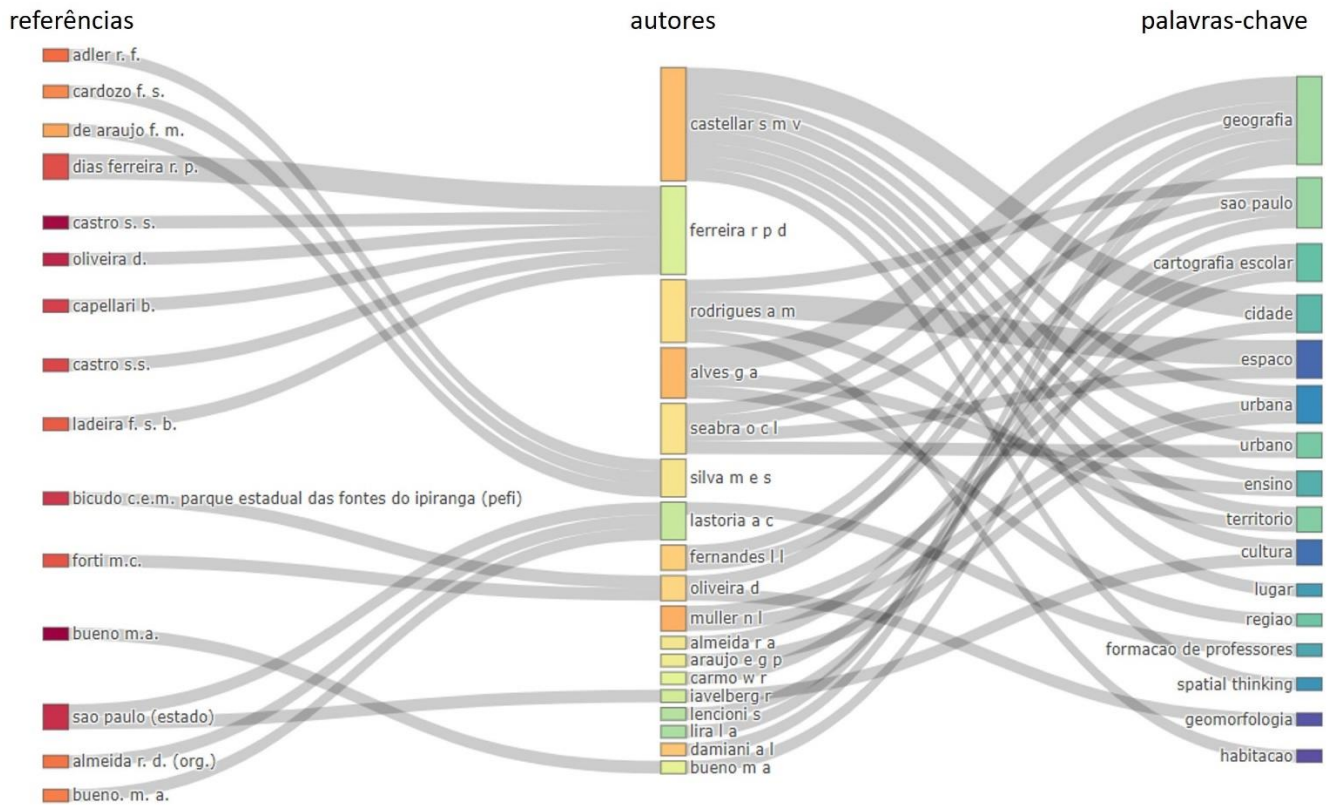 referências
autores
palavras-chave
adler r. f.
cardozo f. s.
de araujo f. m.
dias ferreira r. p.
castro s. s.
oliveira d.
capellari b.
castro s.s.
ladeira f. s. b.
bicudo c.e.m. parque estadual das fontes do ipiranga (pefi)
forti m.c.
bueno m.a.
sao paulo (estado)
almeida r. d. (org.)
bueno. m. a.
castellar s m v
ferreira r p d
rodrigues a m
alves g a
seabra o c l
silva m e s
lastoria a c
fernandes l l
oliveira d
muller n l
almeida r a
araujo e g p
carmo w r
iavelberg r
lencioni s
lira l a
damiani a l
bueno m a
geografia
sao paulo
cartografia escolar
cidade
espaco
urbana
urbano
ensino
territorio
cultura
lugar
regiao
formacao de professores
spatial thinking
geomorfologia
habitacao